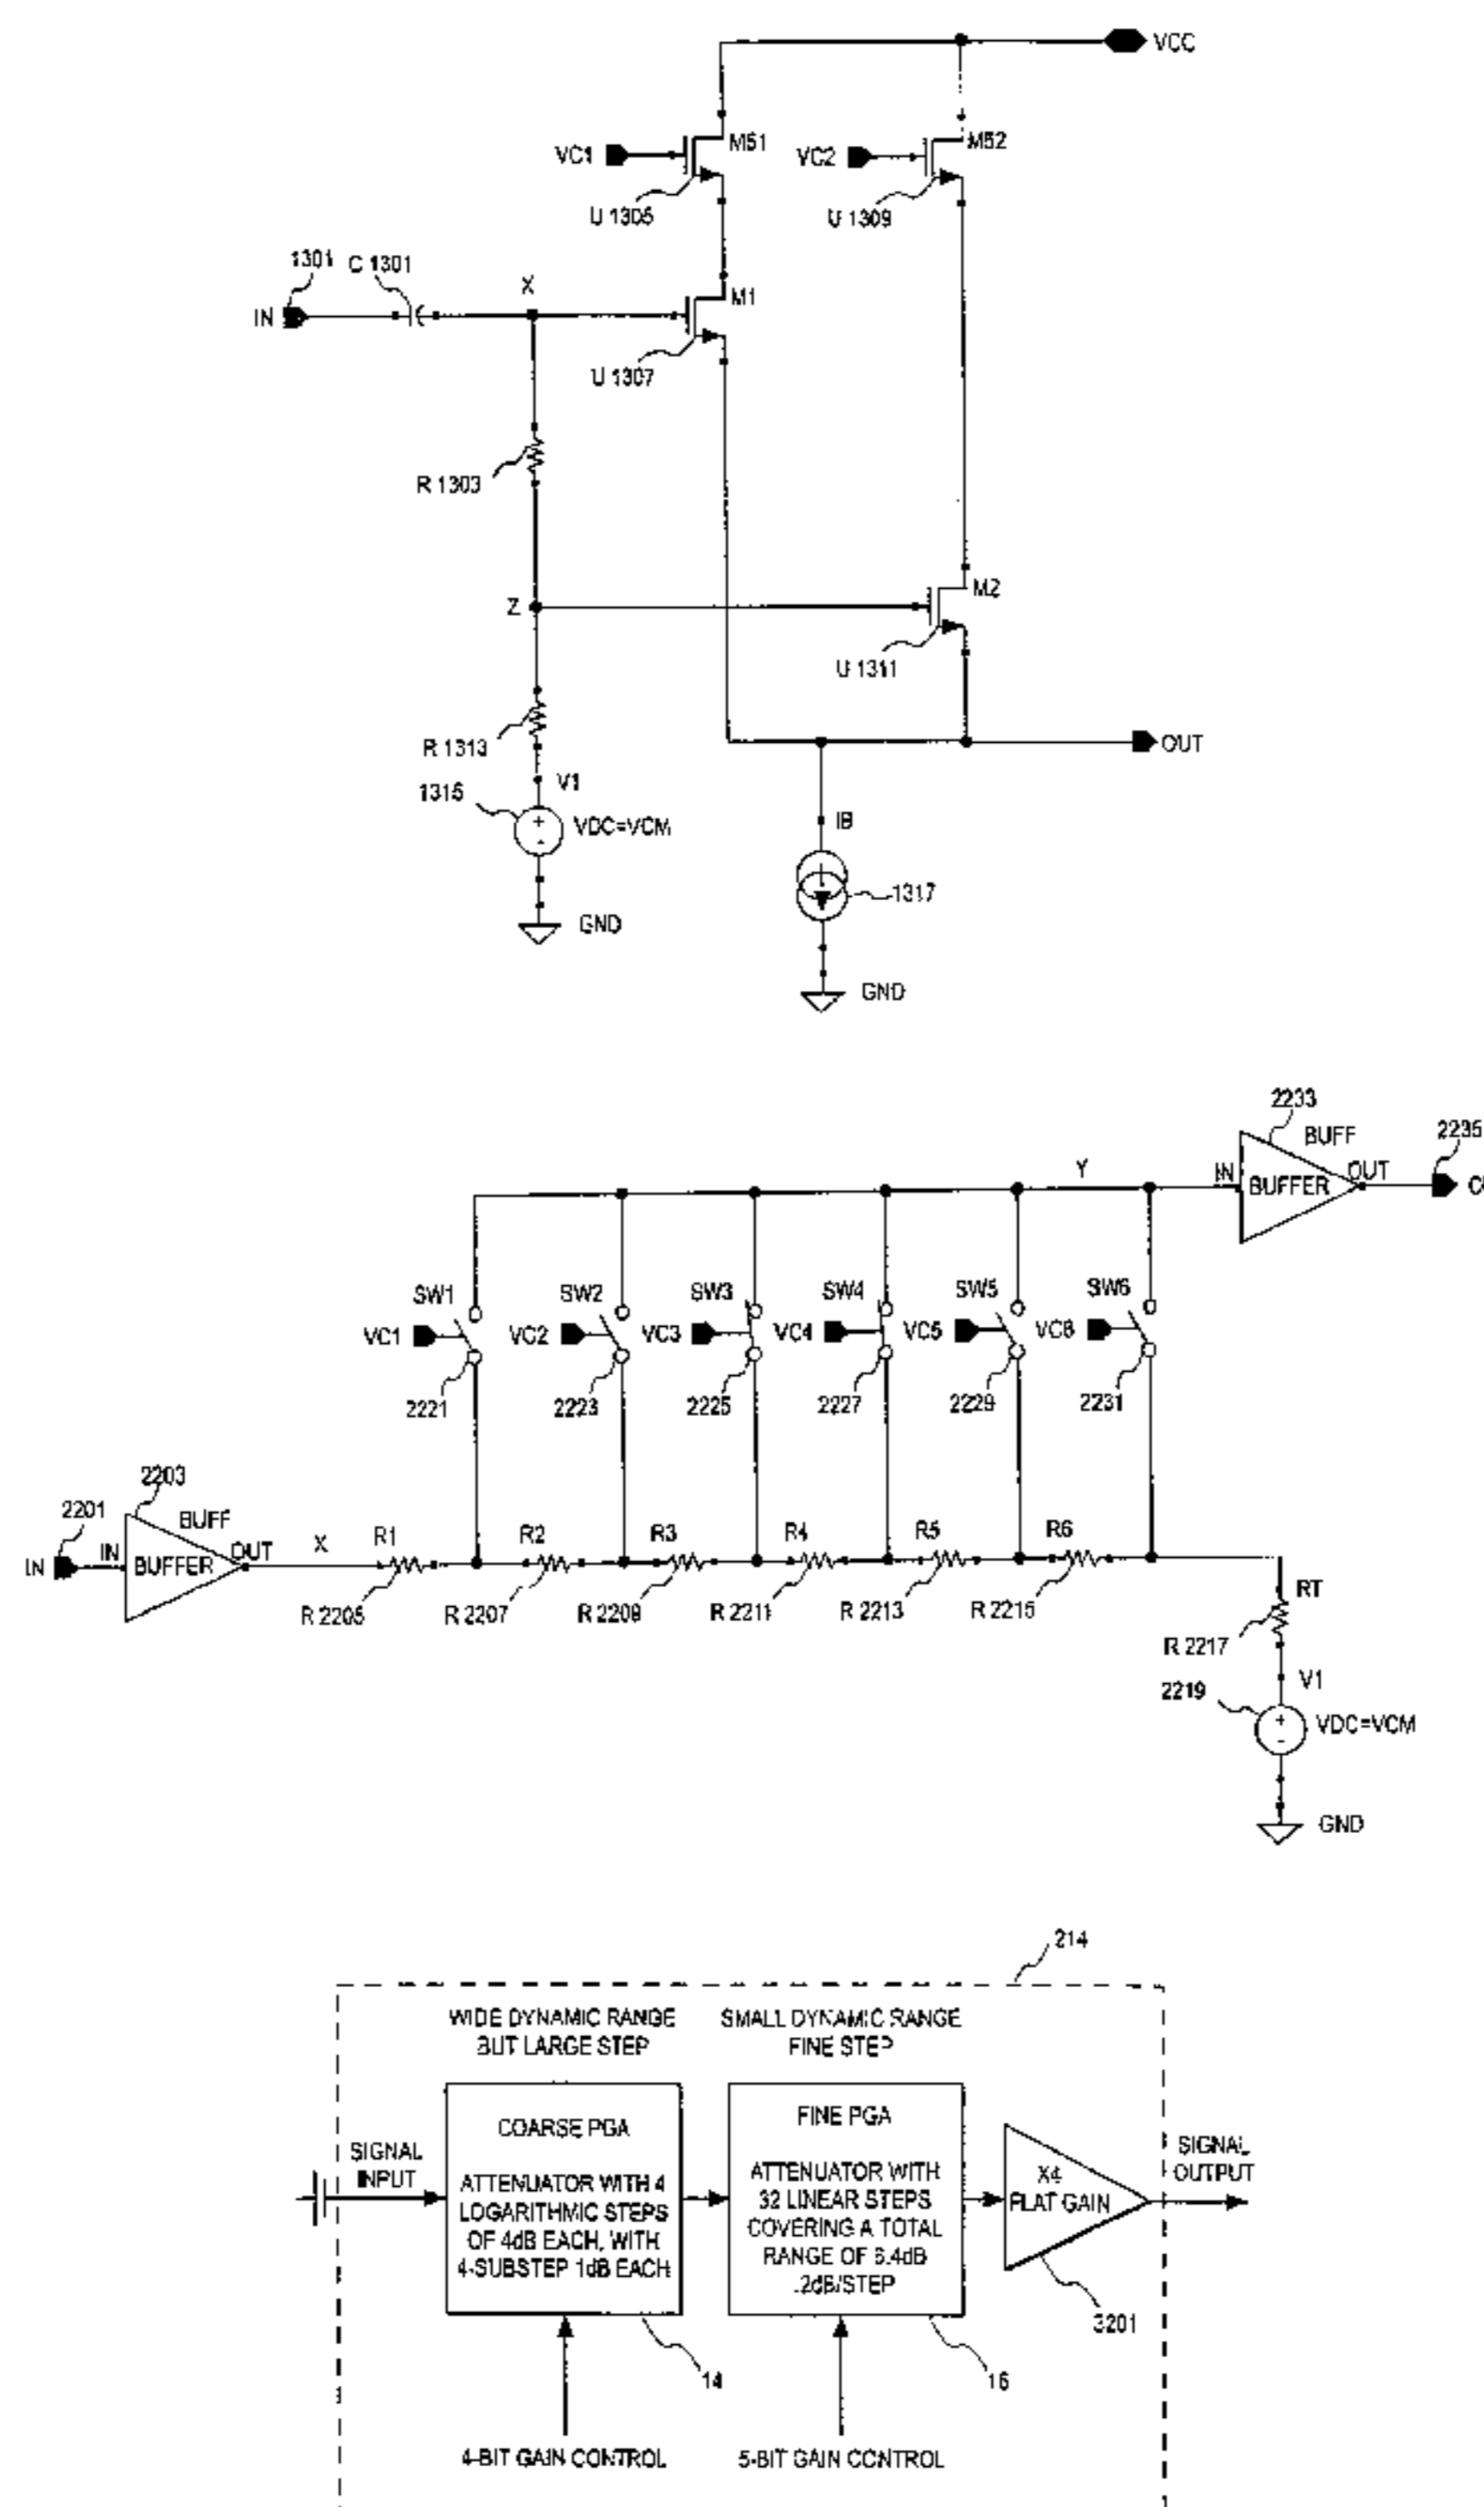 VCC
VC1
M51
VC2
M52
U 1305
U 1309
1301
C 1301
X
IN
M1
U 1307
R 1303
Z
M2
U 1311
R 1313
V1
OUT
1315
VDC=VCM
IB
1317
GND
GND
2233
BUFF
2235
Y
IN
BUFFER
OUT
SW1
SW2
SW3
SW4
SW5
SW6
VC1
VC2
VC3
VC4
VC5
VC6
2221
2223
2225
2227
2229
2231
2203
2201
BUFF
IN
IN
BUFFER
OUT
X
R1
R2
R3
R4
R5
R6
R 2205
R 2207
R 2209
R 2211
R 2213
R 2215
RT
R 2217
V1
2219
VDC=VCM
GND
214
WIDE DYNAMIC RANGE
BUT LARGE STEP
SMALL DYNAMIC RANGE
FINE STEP
SIGNAL
INPUT
COARSE PGA
ATTENUATOR WITH 4
LOGARITHMIC STEPS
OF 4dB EACH, WITH
4-SUBSTEP 1dB EACH
FINE PGA
ATTENUATOR WITH
32 LINEAR STEPS
COVERING A TOTAL
RANGE OF 6.4dB
.2dB/STEP
X4
FLAT GAIN
SIGNAL
OUTPUT
3201
14
16
4-BIT GAIN CONTROL
5-BIT GAIN CONTROL